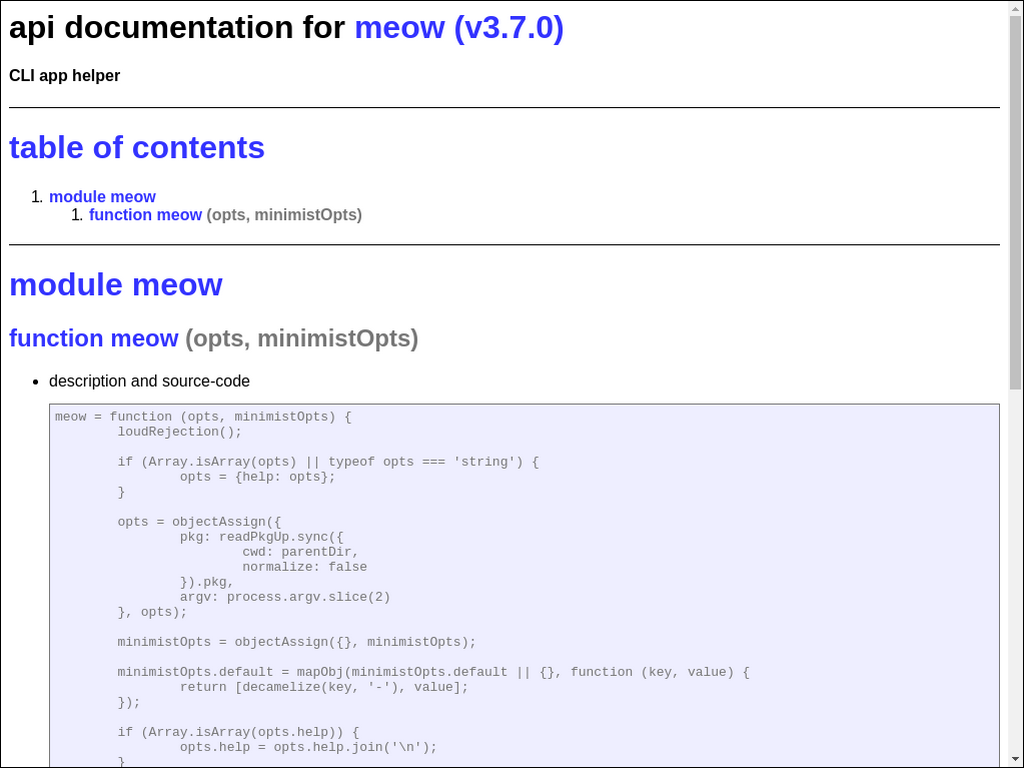 api documentation for meow (v3.7.0)
CLI app helper
table of contents
1. module meow
1. function meow (opts, minimistOpts)
module meow
function meow (opts, minimistOpts)
• description and source-code
meow = function (opts, minimistOpts) {
        loudRejection();

        if (Array.isArray(opts) || typeof opts === 'string') {
                opts = {help: opts};
        }

        opts = objectAssign({
                pkg: readPkgUp.sync({
                        cwd: parentDir,
                        normalize: false
                }).pkg,
                argv: process.argv.slice(2)
        }, opts);

        minimistOpts = objectAssign({}, minimistOpts);

        minimistOpts.default = mapObj(minimistOpts.default || {}, function (key, value) {
                return [decamelize(key, '-'), value];
        });

        if (Array.isArray(opts.help)) {
                opts.help = opts.help.join('\n');
        }